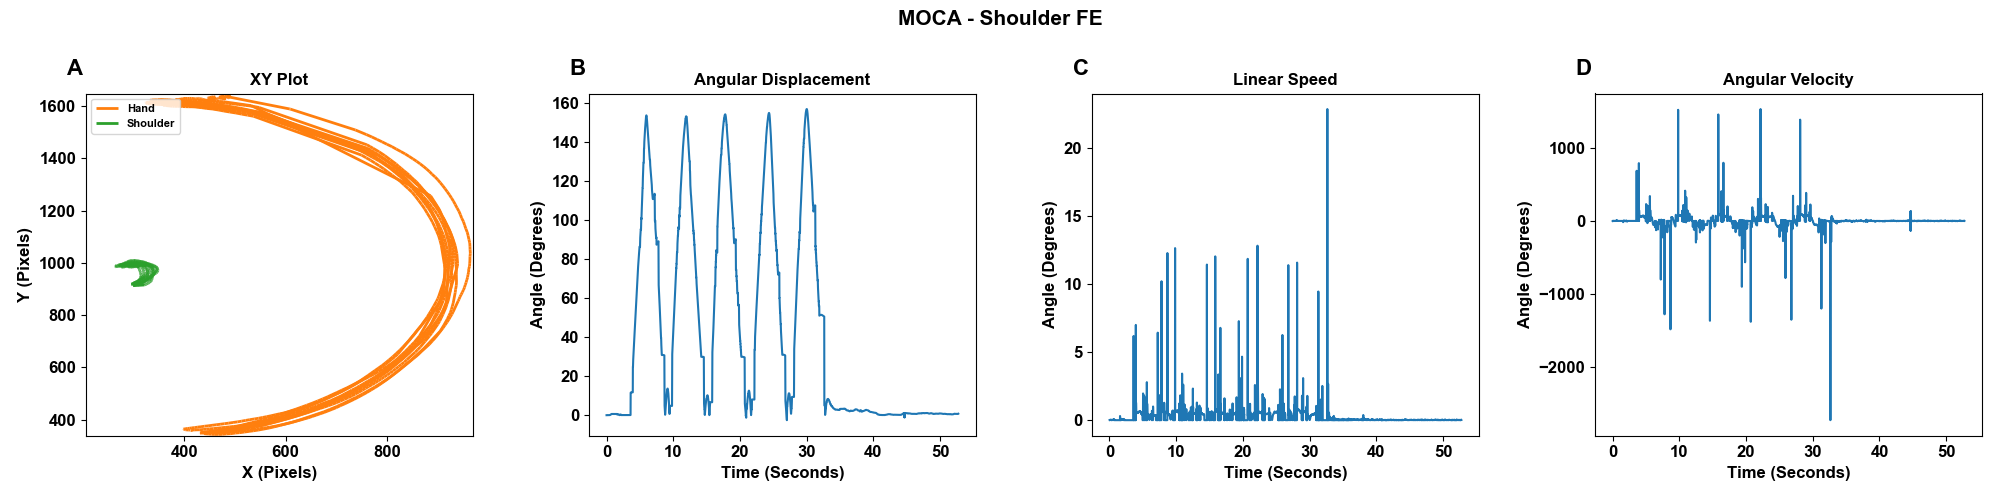 MOCA - Shoulder FE
A
XY Plot
Hand
Shoulder
1600
1400
1200
1000
800
600
400
400
600
800
Y (Pixels)
X (Pixels)
B
Angular Displacement
160
140
120
100
80
60
40
20
0
0
10
20
30
40
50
Angle (Degrees)
Time (Seconds)
C
Linear Speed
20
15
10
5
0
0
10
20
30
40
50
Angle (Degrees)
Time (Seconds)
D
Angular Velocity
1000
0
−1000
−2000
0
10
20
30
40
50
Angle (Degrees)
Time (Seconds)